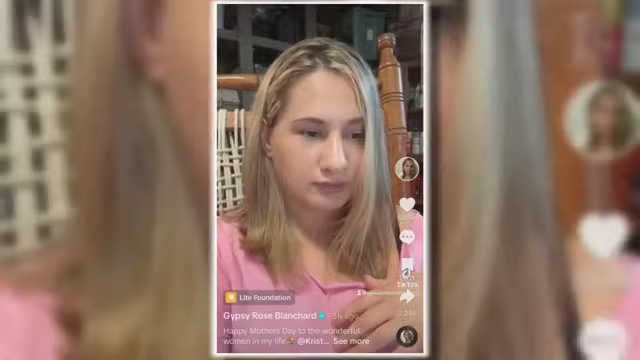 TikTok
Lite Foundation
Gypsy Rose Blanchard
Happy Mothers Day to the wonderful
women in my life @Krist... See more